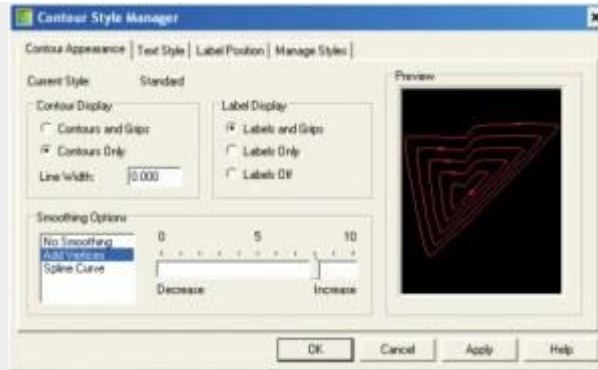 Contour Style Manager
Contour Appearance Text Style Label Position Manage Styles
Current Style: Standard
Contour Display
Contours and Grips
Contours Only
Line Width: 0.000
Label Display
Labels and Grips
Labels Only
Labels Off
Smoothing Options
No Smoothing
Add Vertices
Spline Curve
0 5 10
Decrease Increase
Preview
OK Cancel Apply Help